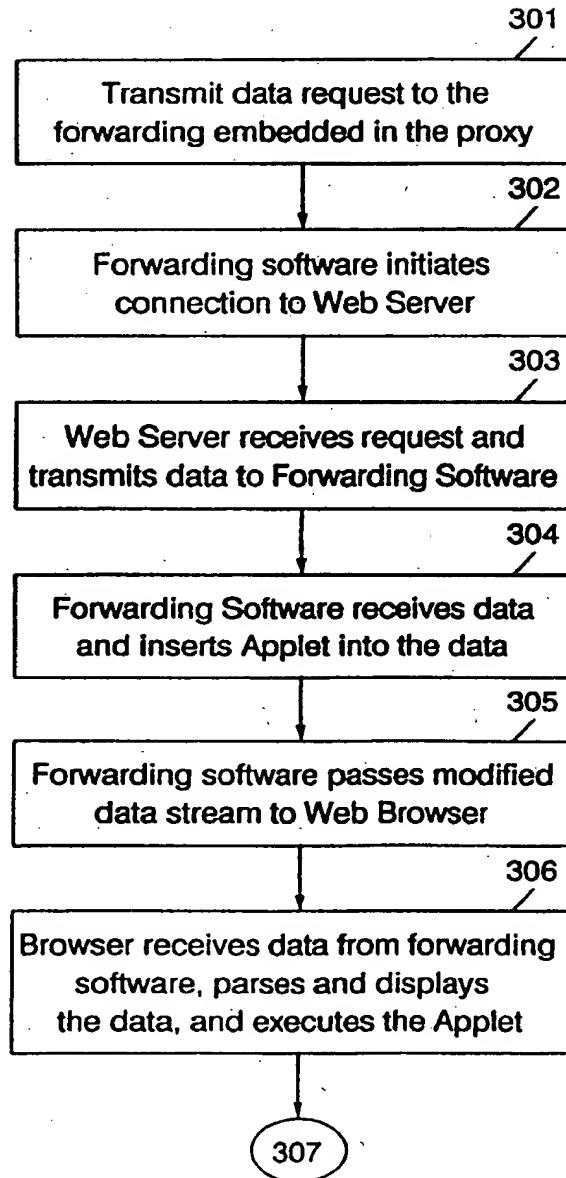 301
Transmit data request to the
forwarding embedded in the proxy
302
Forwarding software initiates
connection to Web Server
303
Web Server receives request and
transmits data to Forwarding Software
304
Forwarding Software receives data
and inserts Applet into the data
305
Forwarding software passes modified
data stream to Web Browser
306
Browser receives data from forwarding
software, parses and displays
the data, and executes the Applet
307